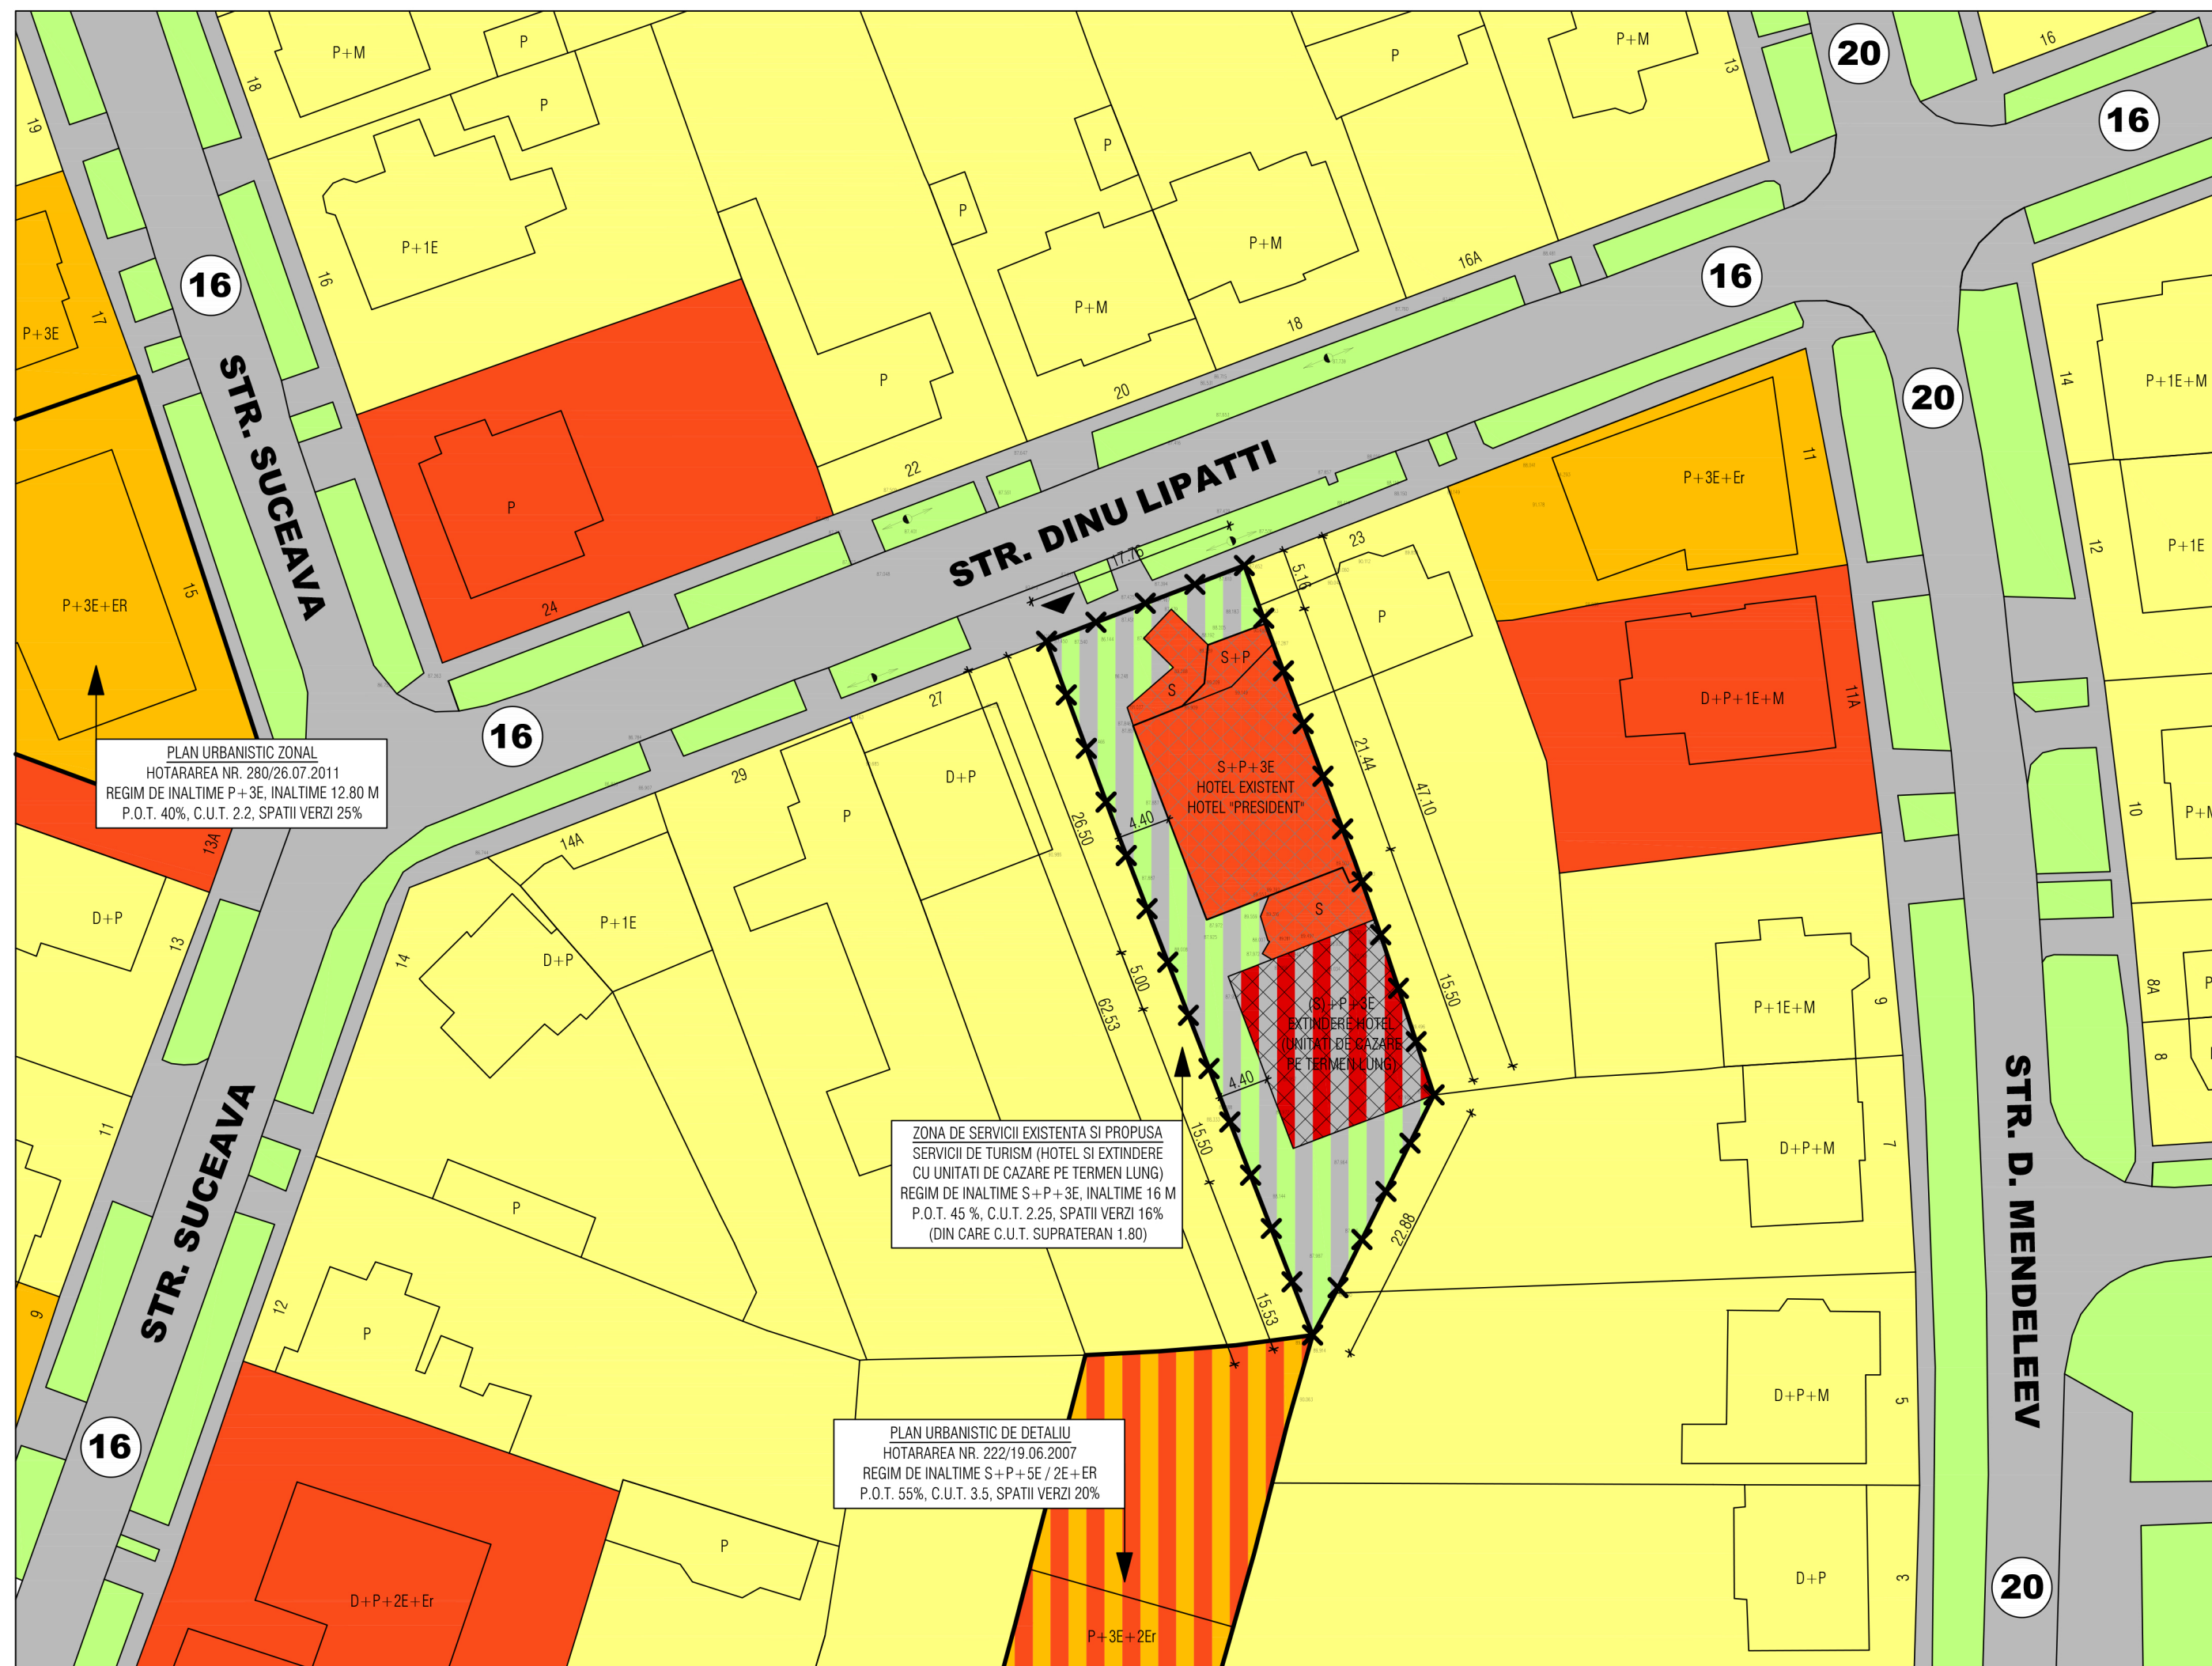 P+M
P
P
P
P+M
13
20
16
16
18
19
P
P+1E
P+M
P
P+M
16A
16
16
16
17
P+3E
P
18
20
22
14
P+1E+M
20
STR. SUCEAVA
P
STR. DINU LIPATTI
P+3E+Er
11
12
P+1E
15
P+3E+ER
24
17.76
23
5.16
P
S+P
S
D+P+1E+M
11A
16
27
29
D+P
S+P+3E
HOTEL EXISTENT
HOTEL "PRESIDENT"
21.44
47.10
10
PLAN URBANISTIC ZONAL
HOTARAREA NR. 280/26.07.2011
REGIM DE INALTIME P+3E, INALTIME 12.80 M
P.O.T. 40%, C.U.T. 2.2, SPATII VERZI 25%
13A
14A
P
26.50
4.40
S
D+P
13
14
D+P
P+1E
5.00
62.53
15.50
(S)+P+3E
EXTINDERE HOTEL
(UNITATI DE CAZARE
PE TERMEN LUNG)
4.40
P+1E+M
9
8A
8
11
15.50
ZONA DE SERVICII EXISTENTA SI PROPUSA
SERVICII DE TURISM (HOTEL SI EXTINDERE
CU UNITATI DE CAZARE PE TERMEN LUNG)
REGIM DE INALTIME S+P+3E, INALTIME 16 M
P.O.T. 45 %, C.U.T. 2.25, SPATII VERZI 16%
(DIN CARE C.U.T. SUPRATERAN 1.80)
D+P+M
7
STR. D. MENDELEEV
STR. SUCEAVA
P
22.88
9
12
P
15.53
D+P+M
5
16
PLAN URBANISTIC DE DETALIU
HOTARAREA NR. 222/19.06.2007
REGIM DE INALTIME S+P+5E / 2E+ER
P.O.T. 55%, C.U.T. 3.5, SPATII VERZI 20%
P
D+P
3
20
D+P+2E+Er
P+3E+2Er